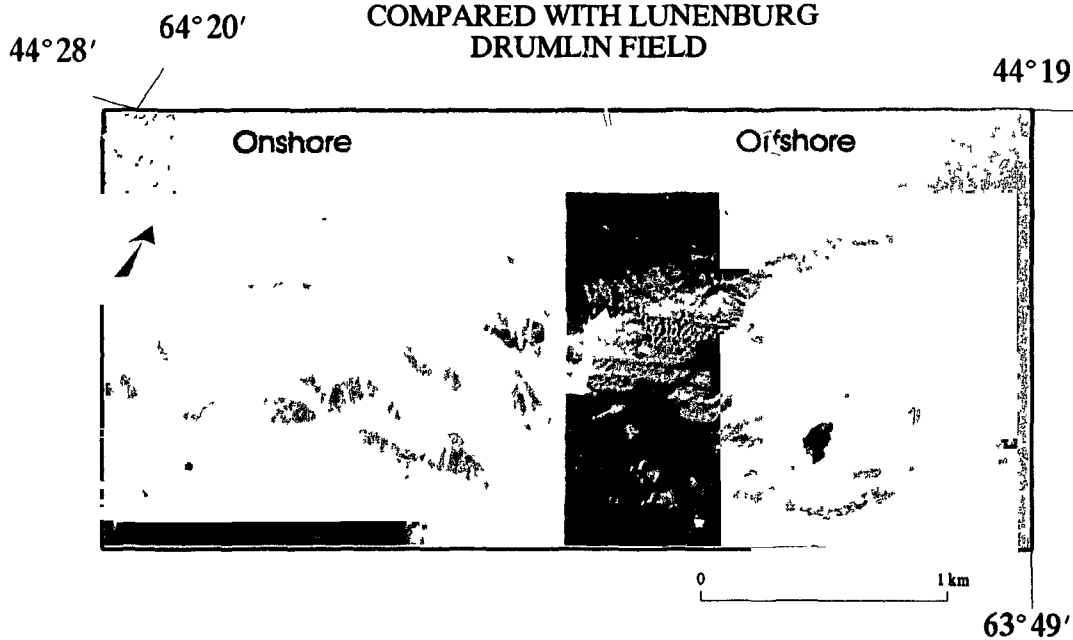 COMPARED WITH LUNENBURG
DRUMLIN FIELD
64° 20′
44° 28′
44° 19
Onshore
Offshore
0 1 km
63° 49′